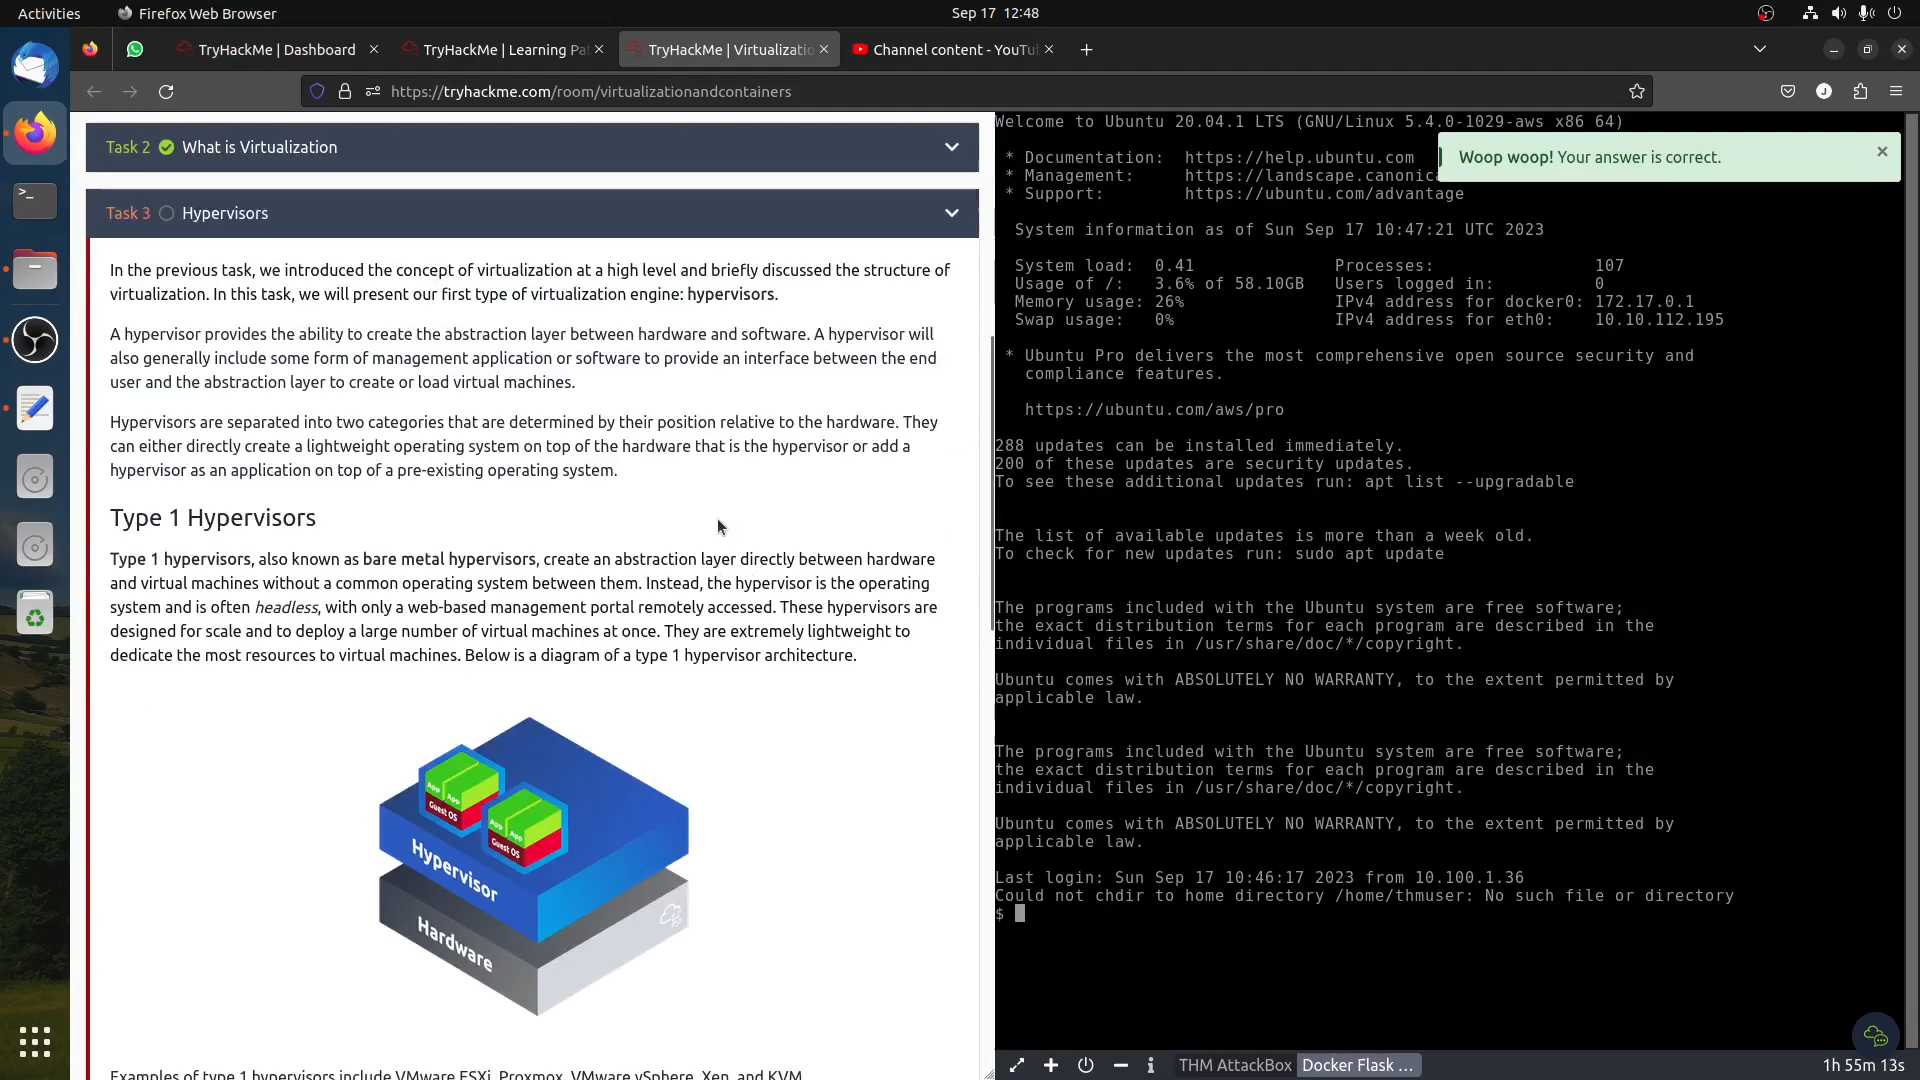 Activities
Firefox Web Browser
Sep 17 12:48
TryHackMe | Dashboard
TryHackMe | Learning Pa
TryHackMe | Virtualizatio
Channel content - YouTu
https://tryhackme.com/room/virtualizationandcontainers
J
Task 2 What is Virtualization
Task 3 Hypervisors
In the previous task, we introduced the concept of virtualization at a high level and briefly discussed the structure of
virtualization. In this task, we will present our first type of virtualization engine: hypervisors.
A hypervisor provides the ability to create the abstraction layer between hardware and software. A hypervisor will
also generally include some form of management application or software to provide an interface between the end
user and the abstraction layer to create or load virtual machines.
Hypervisors are separated into two categories that are determined by their position relative to the hardware. They
can either directly create a lightweight operating system on top of the hardware that is the hypervisor or add a
hypervisor as an application on top of a pre-existing operating system.
Type 1 Hypervisors
Type 1 hypervisors, also known as bare metal hypervisors, create an abstraction layer directly between hardware
and virtual machines without a common operating system between them. Instead, the hypervisor is the operating
system and is often headless, with only a web-based management portal remotely accessed. These hypervisors are
designed for scale and to deploy a large number of virtual machines at once. They are extremely lightweight to
dedicate the most resources to virtual machines. Below is a diagram of a type 1 hypervisor architecture.
App App
Guest OS
App App
Guest OS
Hypervisor
Hardware
Examples of type 1 hypervisors include VMware ESXi, Proxmox, VMware vSphere, Xen, and KVM.
Welcome to Ubuntu 20.04.1 LTS (GNU/Linux 5.4.0-1029-aws x86 64)
* Documentation: https://help.ubuntu.com
* Management: https://landscape.canonica
* Support: https://ubuntu.com/advantage
Woop woop! Your answer is correct.
System information as of Sun Sep 17 10:47:21 UTC 2023
System load: 0.41 Processes: 107
Usage of /: 3.6% of 58.10GB Users logged in: 0
Memory usage: 26% IPv4 address for docker0: 172.17.0.1
Swap usage: 0% IPv4 address for eth0: 10.10.112.195
* Ubuntu Pro delivers the most comprehensive open source security and
compliance features.
https://ubuntu.com/aws/pro
288 updates can be installed immediately.
200 of these updates are security updates.
To see these additional updates run: apt list --upgradable
The list of available updates is more than a week old.
To check for new updates run: sudo apt update
The programs included with the Ubuntu system are free software;
the exact distribution terms for each program are described in the
individual files in /usr/share/doc/*/copyright.
Ubuntu comes with ABSOLUTELY NO WARRANTY, to the extent permitted by
applicable law.
The programs included with the Ubuntu system are free software;
the exact distribution terms for each program are described in the
individual files in /usr/share/doc/*/copyright.
Ubuntu comes with ABSOLUTELY NO WARRANTY, to the extent permitted by
applicable law.
Last login: Sun Sep 17 10:46:17 2023 from 10.100.1.36
Could not chdir to home directory /home/thmuser: No such file or directory
$
THM AttackBox
Docker Flask ...
1h 55m 13s